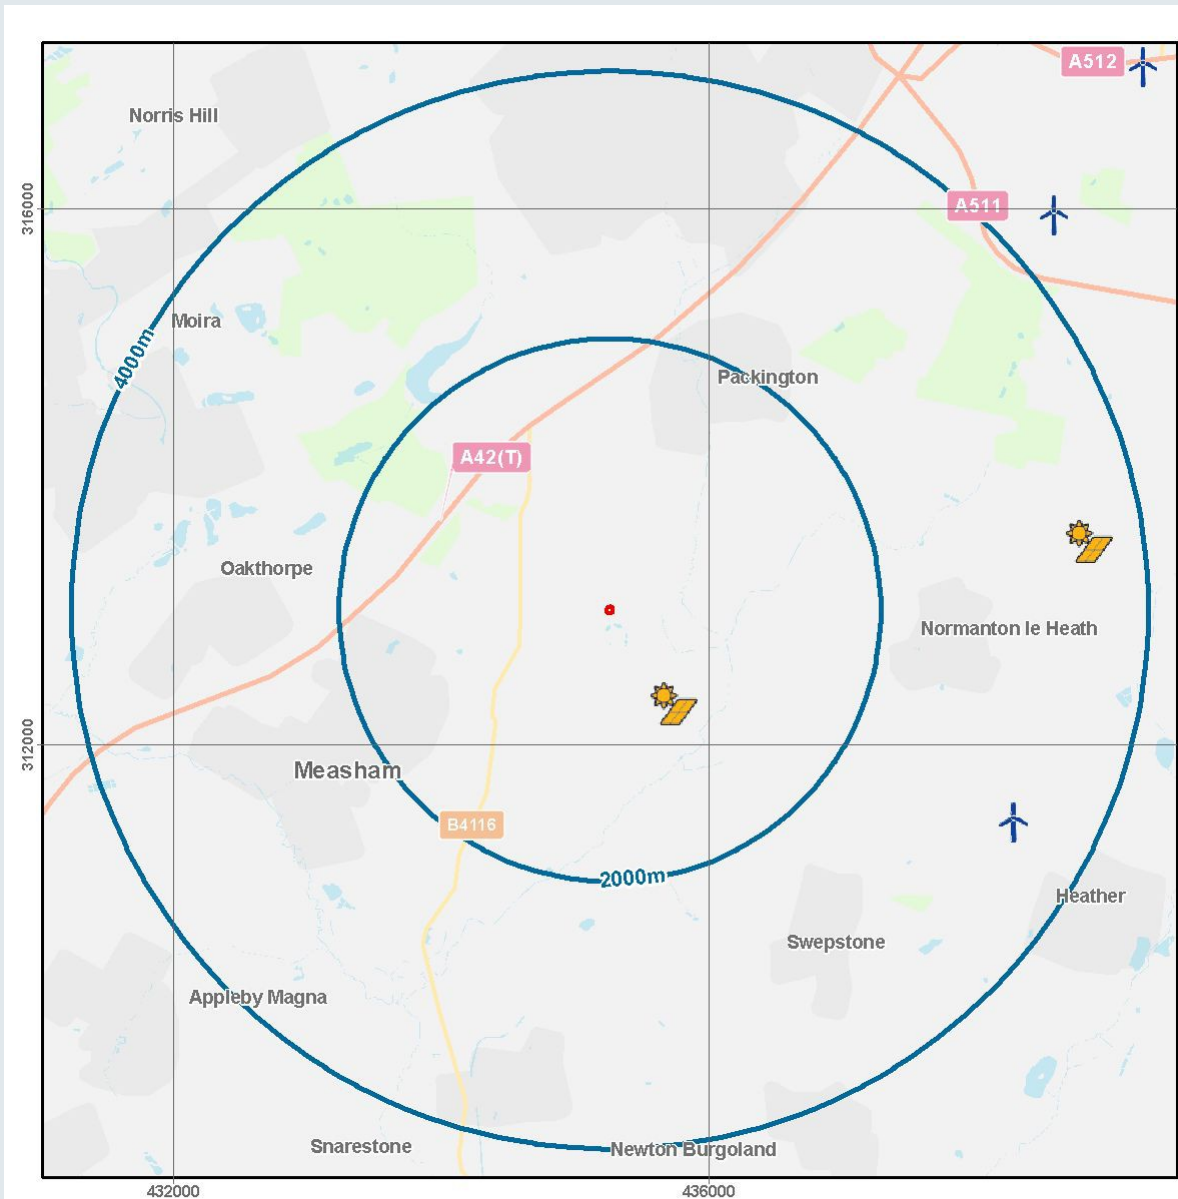 A512
Norris Hill
316000
A511
Moira
4000m
Packington
A42(T)
Oakthorpe
Normanton le Heath
312000
Measham
B4116
2000m
Heather
Swepstone
Appleby Magna
Snarestone
Newton Burgoland
432000
436000